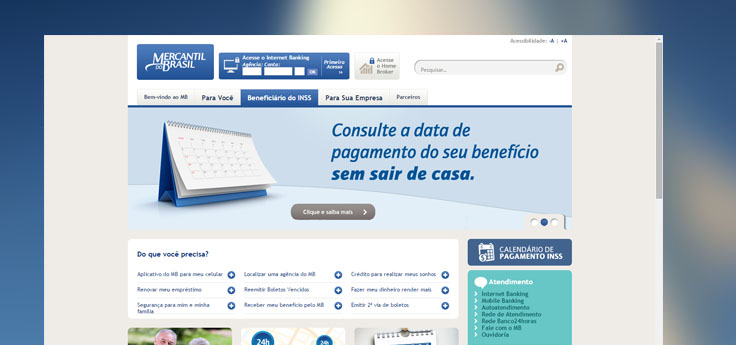 Acessibilidade: -A | +A
MERCANTIL
DO BRASIL
Acesse o Internet Banking
Agência: Conta:
OK
Primeiro
Acesso
Acesse
o Home
Broker
Pesquisar...
Bem-vindo ao MB
Para Você
Beneficiário do INSS
Para Sua Empresa
Parceiros
Consulte a data de
pagamento do seu benefício
sem sair de casa.
Clique e saiba mais
Do que você precisa?
Aplicativo do MB para meu celular
Localizar uma agência do MB
Crédito para realizar meus sonhos
Renovar meu empréstimo
Reemitir Boletos Vencidos
Fazer meu dinheiro render mais
Segurança para mim e minha
família
Receber meu benefício pelo MB
Emitir 2ª via de boletos
CALENDÁRIO DE
PAGAMENTO INSS
Atendimento
Internet Banking
Mobile Banking
Autoatendimento
Rede de Atendimento
Rede Banco24horas
Fale com o MB
Ouvidoria
24h
24h